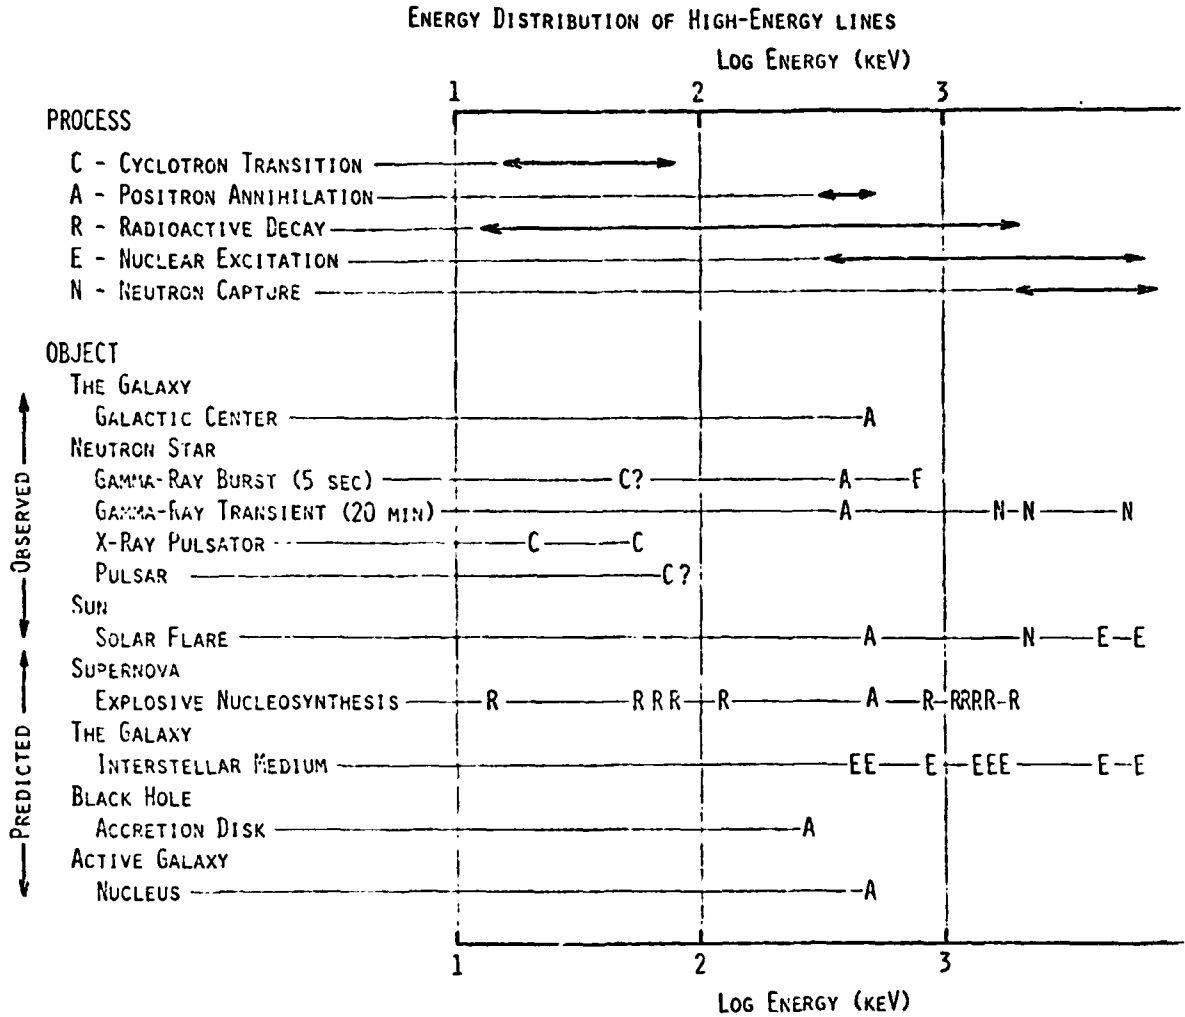 ENERGY DISTRIBUTION OF HIGH-ENERGY LINES
LOG ENERGY (KEV)
1 2 3
PROCESS
C - CYCLOTRON TRANSITION
A - POSITRON ANNIHILATION
R - RADIOACTIVE DECAY
E - NUCLEAR EXCITATION
N - NEUTRON CAPTURE
OBJECT
THE GALAXY
GALACTIC CENTER A
NEUTRON STAR
GAMMA-RAY BURST (5 SEC) C? A E
GAMMA-RAY TRANSIENT (20 MIN) A N N N
X-RAY PULSATOR C C
PULSAR C?
SUN
SOLAR FLARE A N E E
SUPERNOVA
EXPLOSIVE NUCLEOSYNTHESIS R R R R R A R RRRR R
THE GALAXY
INTERSTELLAR MEDIUM EE E EEE E E
BLACK HOLE
ACCRETION DISK A
ACTIVE GALAXY
NUCLEUS A
OBSERVED
PREDICTED
1 2 3
LOG ENERGY (KEV)